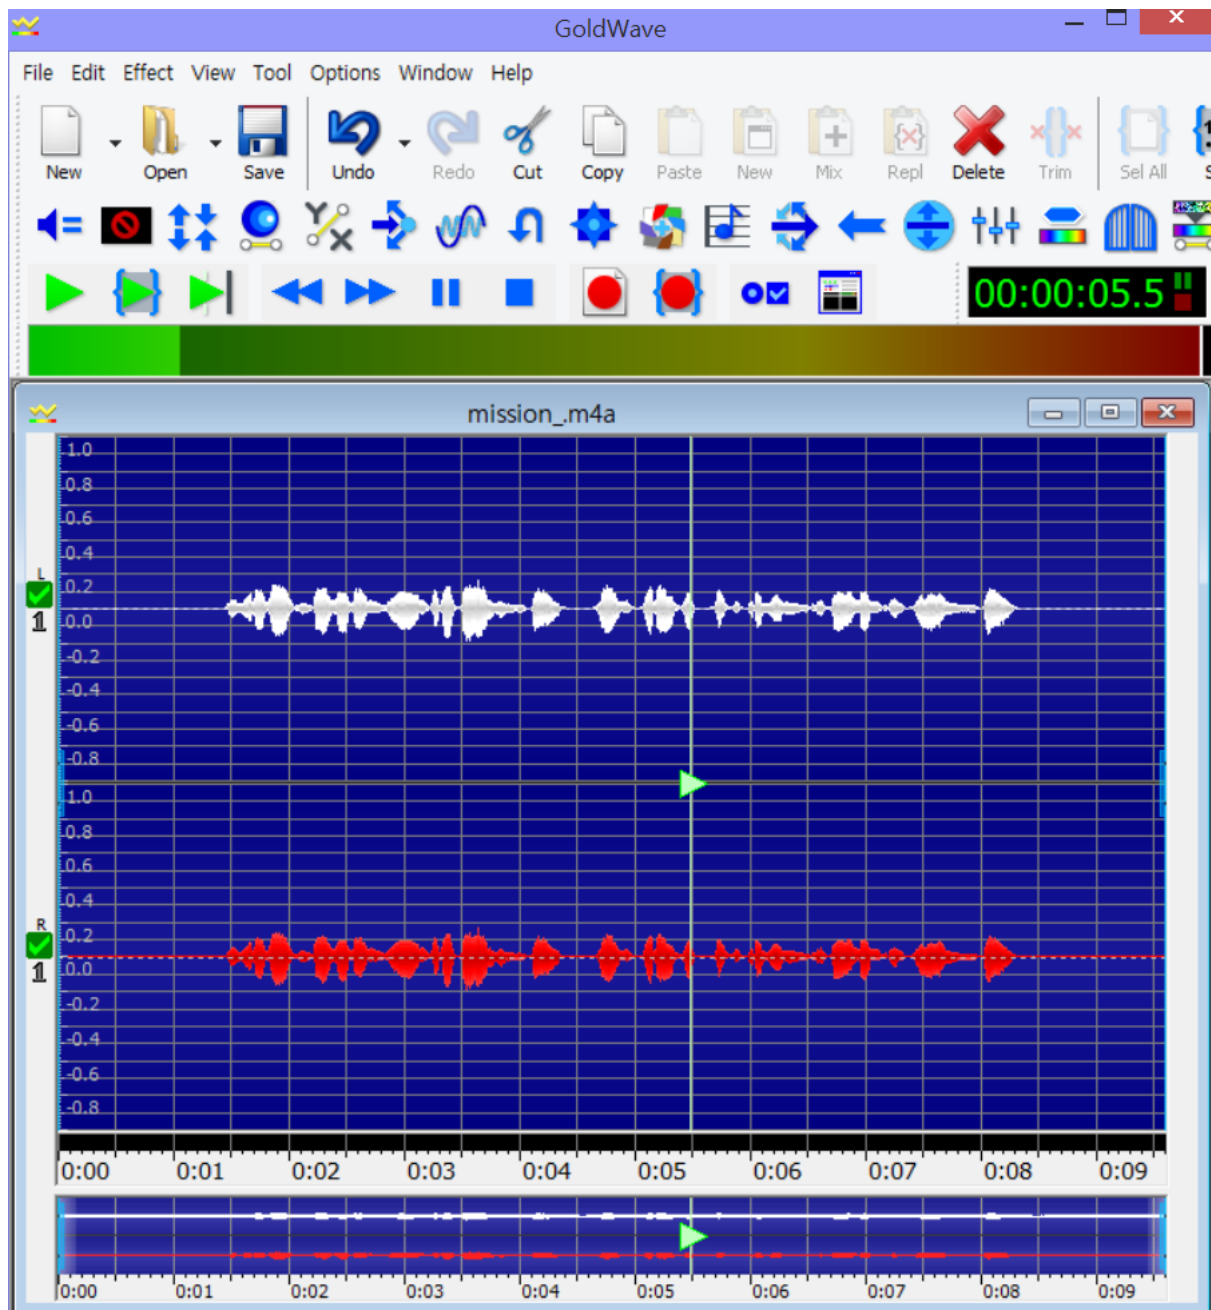 GoldWave
File Edit Effect View Tool Options Window Help
New Open Save Undo Redo Cut Copy Paste New Mix Repl Delete Trim Sel All
00:00:05.5
mission_.m4a
1.0
0.8
0.6
0.4
L
0.2
1
0.0
-0.2
-0.4
-0.6
-0.8
1.0
0.8
0.6
0.4
R
0.2
1
0.0
-0.2
-0.4
-0.6
-0.8
0:00 0:01 0:02 0:03 0:04 0:05 0:06 0:07 0:08 0:09
0:00 0:01 0:02 0:03 0:04 0:05 0:06 0:07 0:08 0:09